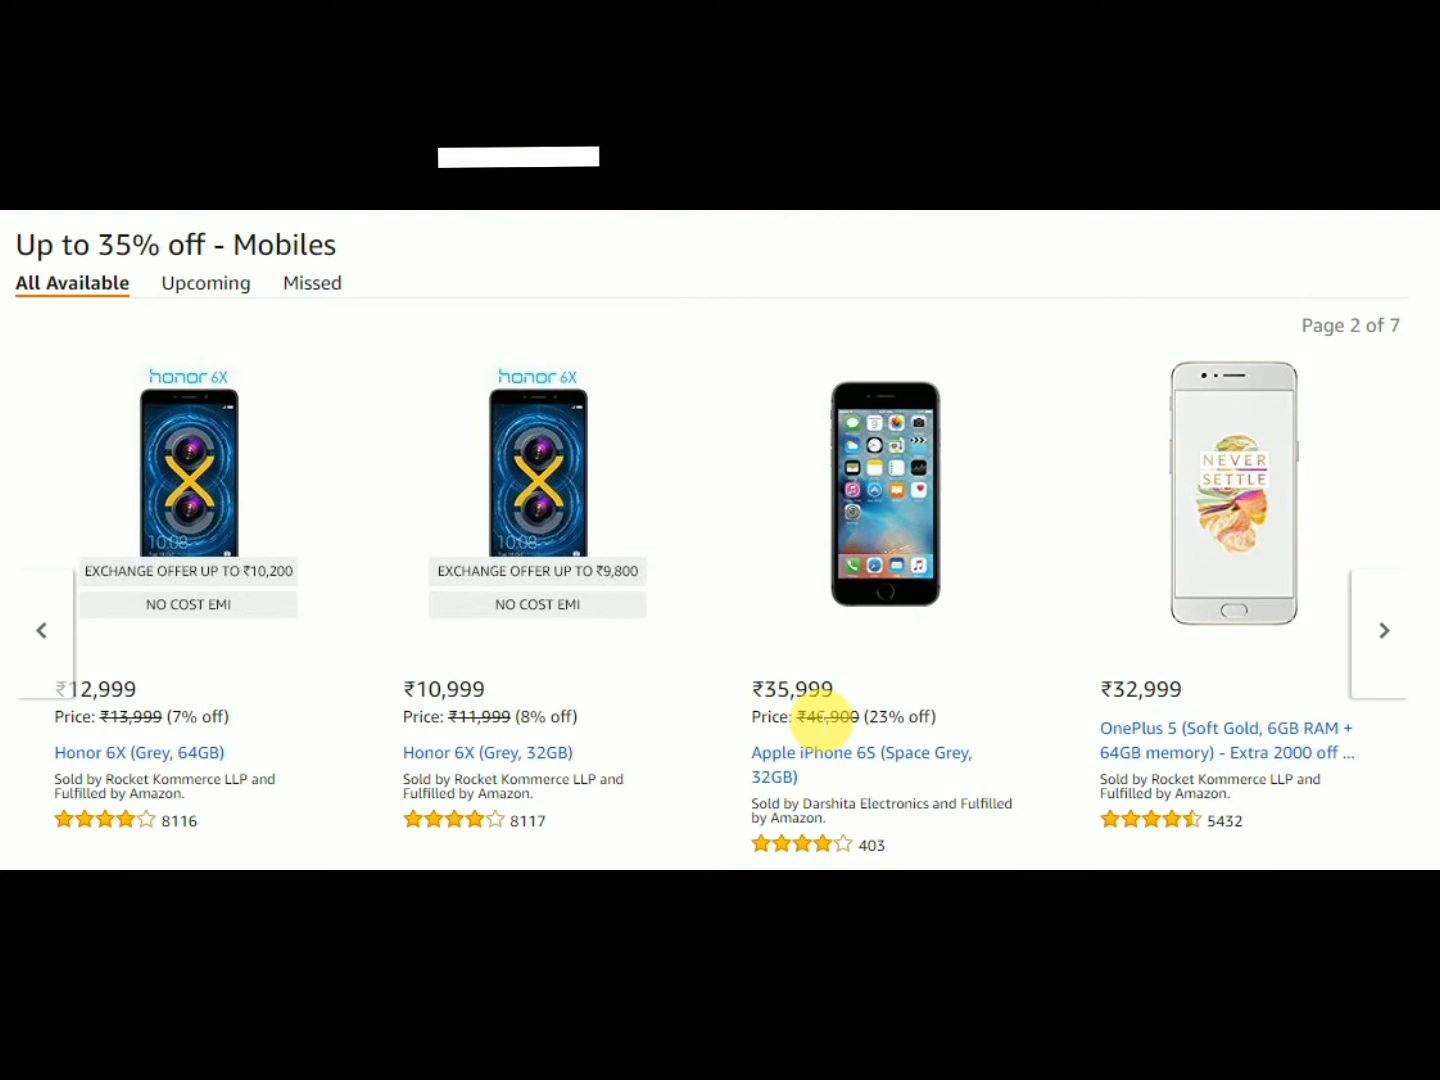 Up to 35% off - Mobiles
All Available Upcoming Missed
Page 2 of 7
honor 6X
10:08
EXCHANGE OFFER UP TO ₹10,200
NO COST EMI
₹12,999
Price: ₹13,999 (7% off)
Honor 6X (Grey, 64GB)
Sold by Rocket Kommerce LLP and
Fulfilled by Amazon.
8116
honor 6X
10:08
EXCHANGE OFFER UP TO ₹9,800
NO COST EMI
₹10,999
Price: ₹11,999 (8% off)
Honor 6X (Grey, 32GB)
Sold by Rocket Kommerce LLP and
Fulfilled by Amazon.
8117
₹35,999
Price: ₹46,900 (23% off)
Apple iPhone 6S (Space Grey,
32GB)
Sold by Darshita Electronics and Fulfilled
by Amazon.
403
NEVER
SETTLE
₹32,999
OnePlus 5 (Soft Gold, 6GB RAM +
64GB memory) - Extra 2000 off ...
Sold by Rocket Kommerce LLP and
Fulfilled by Amazon.
5432